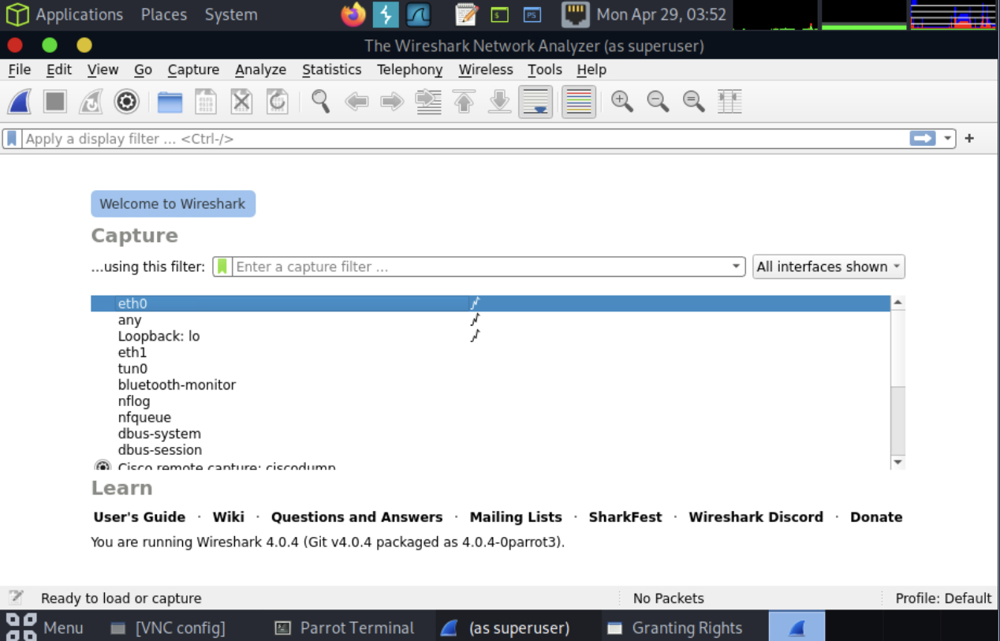 Applications Places System $ PS Mon Apr 29, 03:52
The Wireshark Network Analyzer (as superuser)
File Edit View Go Capture Analyze Statistics Telephony Wireless Tools Help
Apply a display filter ... <Ctrl-/> +
Welcome to Wireshark
Capture
...using this filter: Enter a capture filter ... All interfaces shown
eth0
any
Loopback: lo
eth1
tun0
bluetooth-monitor
nflog
nfqueue
dbus-system
dbus-session
Cisco remote capture: ciscodump
Learn
User's Guide · Wiki · Questions and Answers · Mailing Lists · SharkFest · Wireshark Discord · Donate
You are running Wireshark 4.0.4 (Git v4.0.4 packaged as 4.0.4-0parrot3).
Ready to load or capture No Packets Profile: Default
Menu [VNC config] Parrot Terminal (as superuser) Granting Rights